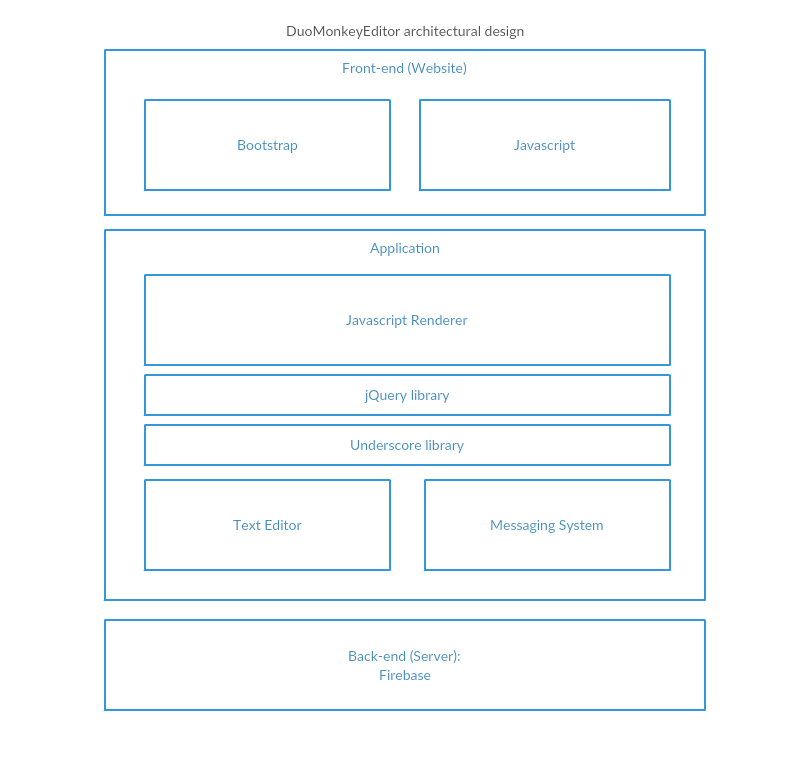 DuoMonkeyEditor architectural design
Front-end (Website)
Bootstrap
Javascript
Application
Javascript Renderer
jQuery library
Underscore library
Text Editor
Messaging System
Back-end (Server):
Firebase